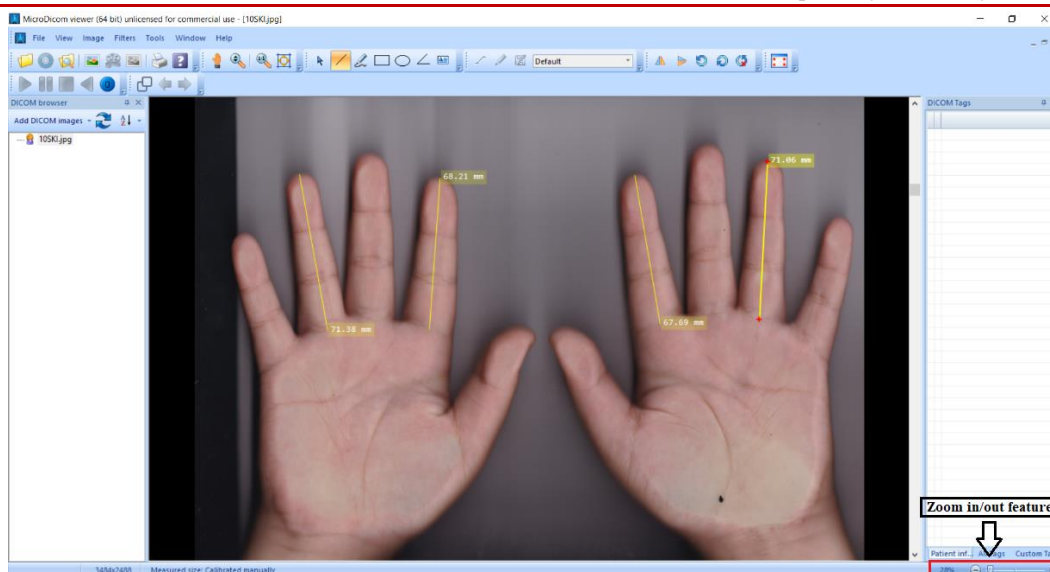 MicroDicom viewer (64 bit) unlicensed for commercial use - [10SKI.jpg]
File View Image Filters Tools Window Help
Default
DICOM browser
DICOM Tags
Add DICOM images
10SKI.jpg
71.06 mm
68.21 mm
67.69 mm
71.38 mm
Zoom in/out feature
Patient inf..
Custom Ta
3484x2488 Measured size: Calibrated manually
28%